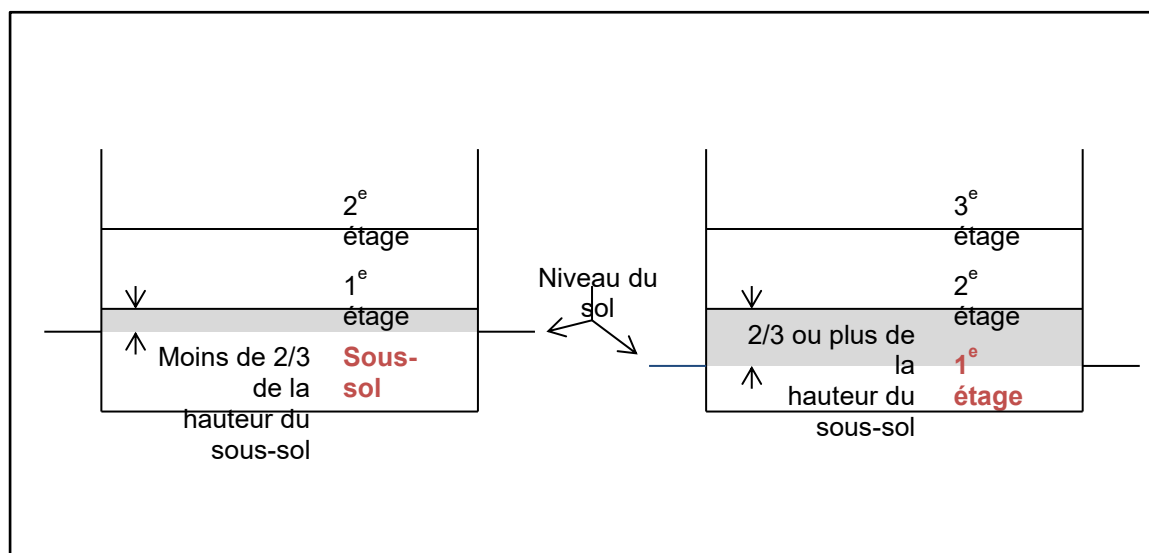 2e
étage
1e
étage
Moins de 2/3
de la
hauteur du
sous-sol
Sous-
sol
Niveau du
sol
3e
étage
2e
étage
2/3 ou plus de
la
hauteur du
sous-sol
1e
étage